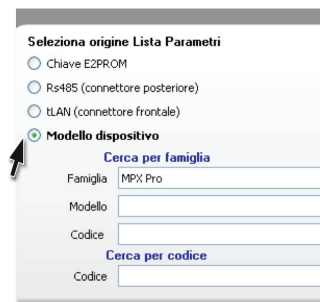 Seleziona origine Lista Parametri
Chiave E2PROM
Rs485 (connettore posteriore)
tLAN (connettore frontale)
Modello dispositivo
Cerca per famiglia
Famiglia MPX Pro
Modello
Codice
Cerca per codice
Codice